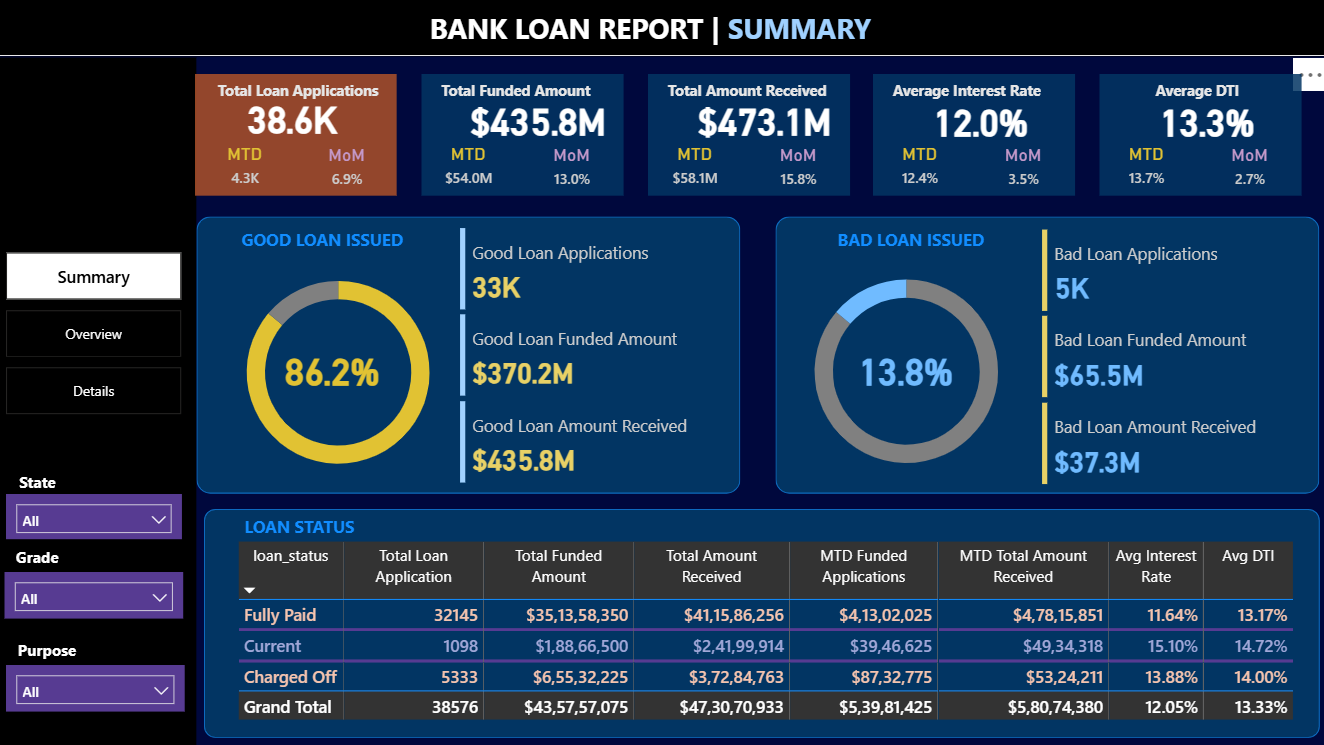 BANK LOAN REPORT | SUMMARY
Total Loan Applications
38.6K
MTD MoM
4.3K 6.9%
Total Funded Amount
$435.8M
MTD MoM
$54.0M 13.0%
Total Amount Received
$473.1M
MTD MoM
$58.1M 15.8%
Average Interest Rate
12.0%
MTD MoM
12.4% 3.5%
Average DTI
13.3%
MTD MoM
13.7% 2.7%
Summary
Overview
Details
State
All
Grade
All
Purpose
All
GOOD LOAN ISSUED
86.2%
Good Loan Applications
33K
Good Loan Funded Amount
$370.2M
Good Loan Amount Received
$435.8M
BAD LOAN ISSUED
13.8%
Bad Loan Applications
5K
Bad Loan Funded Amount
$65.5M
Bad Loan Amount Received
$37.3M
LOAN STATUS
loan_status Total Loan Total Funded Total Amount MTD Funded MTD Total Amount Avg Interest Avg DTI
Application Amount Received Applications Received Rate
Fully Paid 32145 $35,13,58,350 $41,15,86,256 $4,13,02,025 $4,78,15,851 11.64% 13.17%
Current 1098 $1,88,66,500 $2,41,99,914 $39,46,625 $49,34,318 15.10% 14.72%
Charged Off 5333 $6,55,32,225 $3,72,84,763 $87,32,775 $53,24,211 13.88% 14.00%
Grand Total 38576 $43,57,57,075 $47,30,70,933 $5,39,81,425 $5,80,74,380 12.05% 13.33%